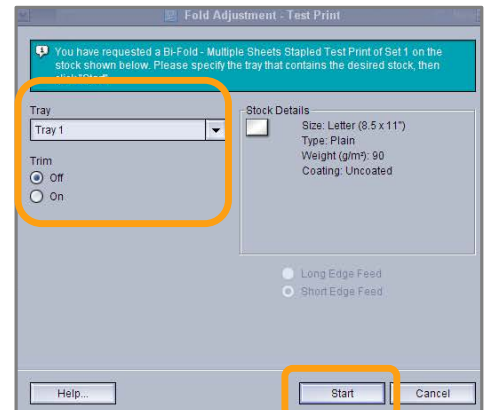 Fold Adjustment - Test Print
You have requested a Bi-Fold - Multiple Sheets Stapled Test Print of Set 1 on the
stock shown below. Please specify the tray that contains the desired stock, then
click "Start".
Tray
Tray 1
Trim
Off
On
Stock Details
Size: Letter (8.5 x 11")
Type: Plain
Weight (g/m²): 90
Coating: Uncoated
Long Edge Feed
Short Edge Feed
Help...
Start
Cancel